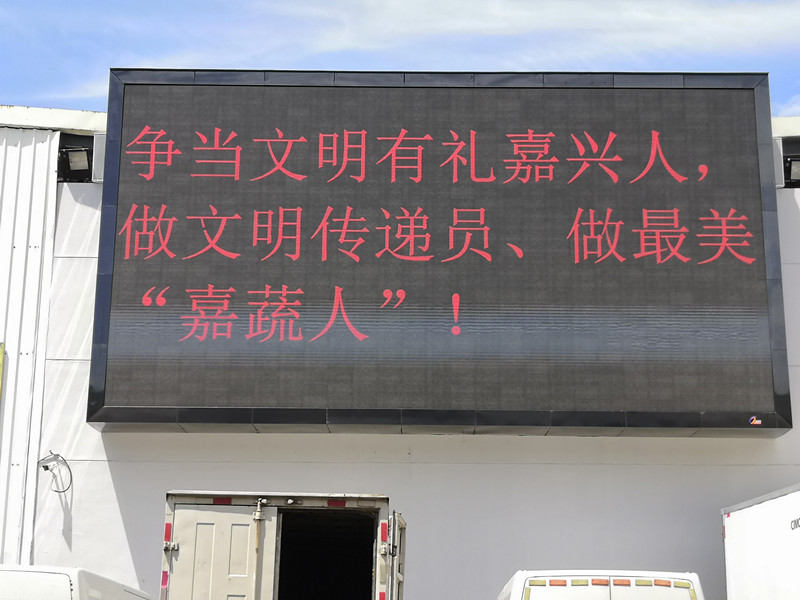 争当文明有礼嘉兴人，
做文明传递员、做最美
“嘉蔬人”！